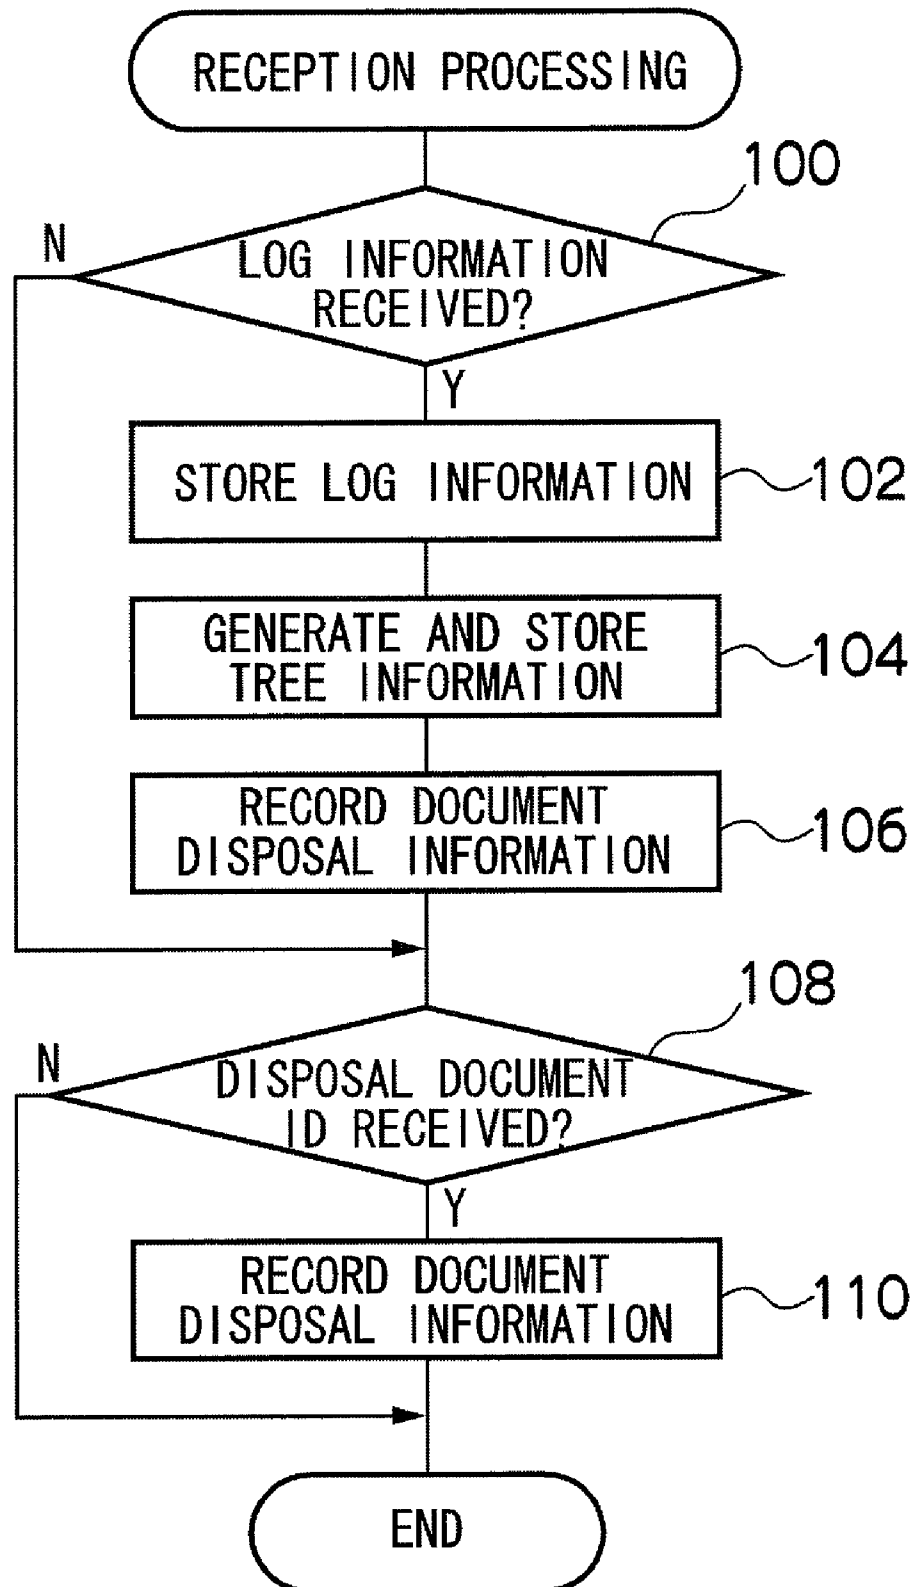 RECEPTION PROCESSING
100
N
LOG INFORMATION
RECEIVED?
Y
STORE LOG INFORMATION
102
GENERATE AND STORE
TREE INFORMATION
104
RECORD DOCUMENT
DISPOSAL INFORMATION
106
108
N
DISPOSAL DOCUMENT
ID RECEIVED?
Y
RECORD DOCUMENT
DISPOSAL INFORMATION
110
END